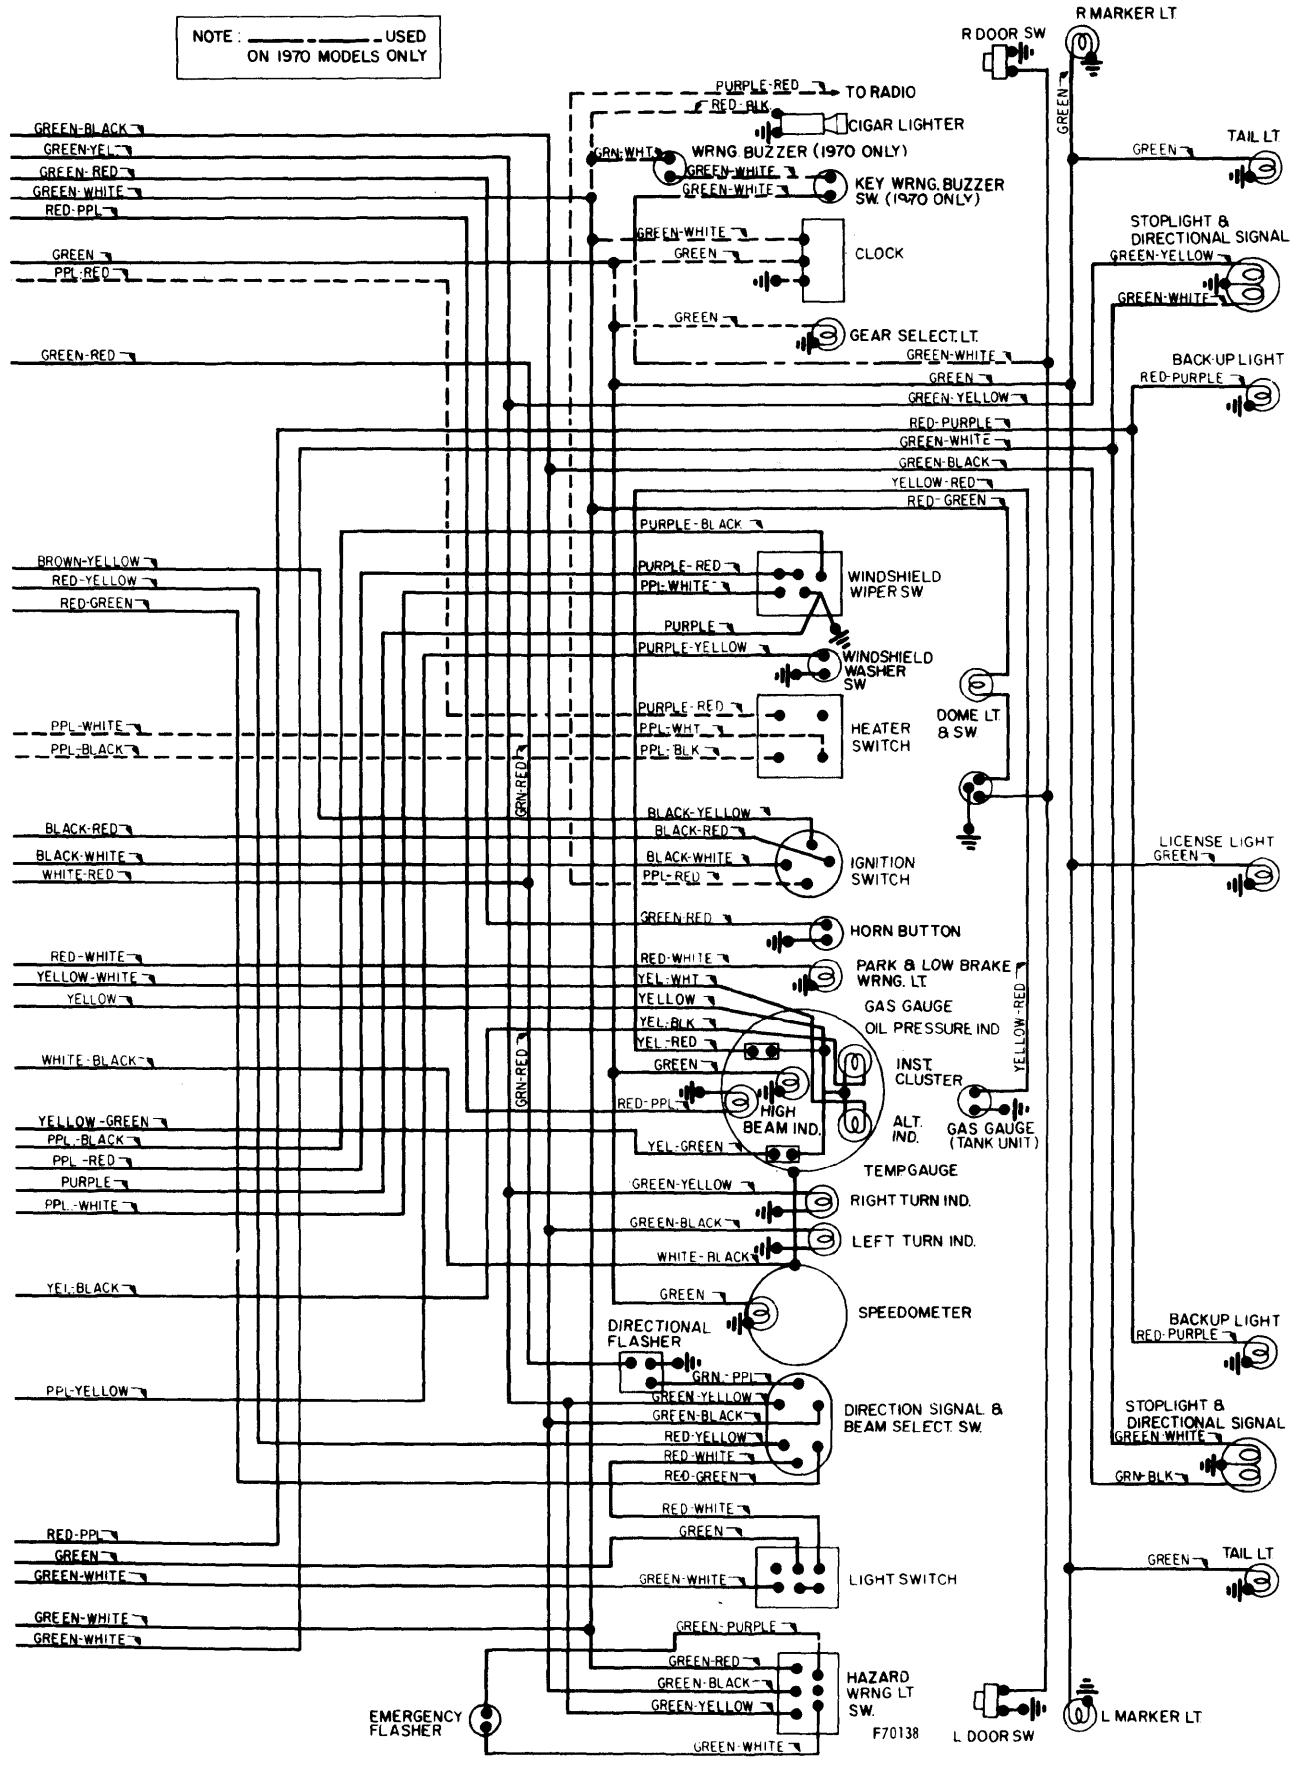 NOTE : USED
ON 1970 MODELS ONLY
R MARKER LT.
R DOOR SW
PURPLE-RED
TO RADIO
RED-BLK.
CIGAR LIGHTER
GREEN
GREEN-BLACK
GREEN-YEL.
GREEN-RED
GREEN-WHITE
RED-PPL
GREEN
PPL-RED
GREEN-RED
GRN-WHT.
WRNG. BUZZER (1970 ONLY)
GREEN-WHITE
GREEN-WHITE
KEY WRNG. BUZZER
SW. (1970 ONLY)
GREEN-WHITE
GREEN
CLOCK
GREEN
GEAR SELECT. LT.
GREEN
TAIL LT.
STOPLIGHT &
DIRECTIONAL SIGNAL
GREEN-YELLOW
GREEN-WHITE
BACK-UP LIGHT
RED-PURPLE
GREEN-WHITE
GREEN
GREEN-YELLOW
RED-PURPLE
GREEN-WHITE
GREEN-BLACK
YELLOW-RED
RED-GREEN
PURPLE-BLACK
BROWN-YELLOW
RED-YELLOW
RED-GREEN
PURPLE-RED
PPL-WHITE
WINDSHIELD
WIPER SW
PURPLE
PURPLE-YELLOW
WINDSHIELD
WASHER
SW
PURPLE-RED
PPL-WHT
PPL-BLK
HEATER
SWITCH
DOME LT.
& SW.
PPL-WHITE
PPL-BLACK
GRN-RED
BLACK-YELLOW
BLACK-RED
BLACK-WHITE
PPL-RED
IGNITION
SWITCH
BLACK-RED
BLACK-WHITE
WHITE-RED
LICENSE LIGHT
GREEN
GREEN-RED
HORN BUTTON
RED-WHITE
YELLOW-WHITE
YELLOW
RED-WHITE
PARK & LOW BRAKE
WRNG. LT.
YEL-WHT
YELLOW
YEL-BLK
YEL-RED
GREEN
GAS GAUGE
OIL PRESSURE IND
INST.
CLUSTER
YELLOW-RED
WHITE-BLACK
GRN-RED
RED-PPL.
HIGH
BEAM IND.
ALT.
IND.
GAS GAUGE
(TANK UNIT)
YELLOW-GREEN
PPL.-BLACK
PPL-RED
PURPLE
PPL.-WHITE
YEL-GREEN
TEMP GAUGE
GREEN-YELLOW
RIGHT TURN IND.
GREEN-BLACK
LEFT TURN IND.
WHITE-BLACK
YEL-BLACK
GREEN
SPEEDOMETER
DIRECTIONAL
FLASHER
BACKUP LIGHT
RED-PURPLE
PPL-YELLOW
GRN.-PPL
GREEN-YELLOW
GREEN-BLACK
RED-YELLOW
RED-WHITE
RED-GREEN
DIRECTION SIGNAL &
BEAM SELECT. SW.
STOPLIGHT &
DIRECTIONAL SIGNAL
GREEN-WHITE
GRN-BLK
RED-WHITE
GREEN
GREEN-WHITE
LIGHT SWITCH
RED-PPL
GREEN
GREEN-WHITE
GREEN
TAIL LT
GREEN-WHITE
GREEN-WHITE
GREEN-PURPLE
GREEN-RED
GREEN-BLACK
GREEN-YELLOW
HAZARD
WRNG LT
SW.
EMERGENCY
FLASHER
F70138
GREEN-WHITE
L DOOR SW
L MARKER LT.